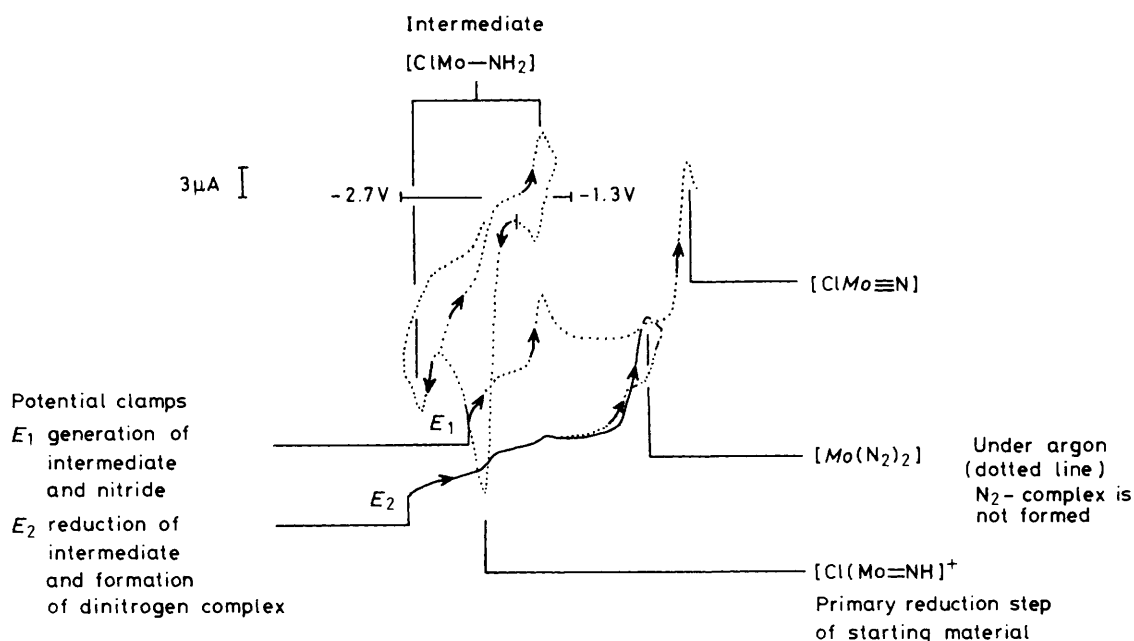 Intermediate
[ClMo—NH₂]
3μA
-2.7V
-1.3V
[ClMo≡N]
Potential clamps
E₁ generation of
intermediate
and nitride
E₂ reduction of
intermediate
and formation
of dinitrogen complex
E₁
E₂
[Mo(N₂)₂]
Under argon
(dotted line)
N₂- complex is
not formed
[Cl(Mo=NH]⁺
Primary reduction step
of starting material